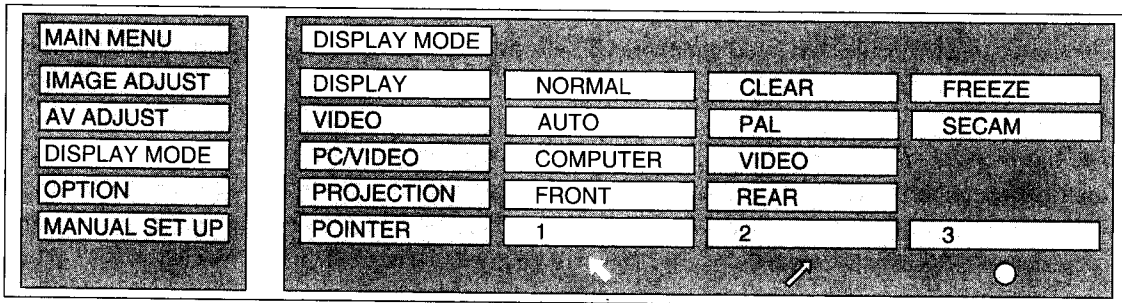 MAIN MENU
IMAGE ADJUST
AV ADJUST
DISPLAY MODE
OPTION
MANUAL SET UP
DISPLAY MODE
DISPLAY NORMAL CLEAR FREEZE
VIDEO AUTO PAL SECAM
PC/VIDEO COMPUTER VIDEO
PROJECTION FRONT REAR
POINTER 1 2 3